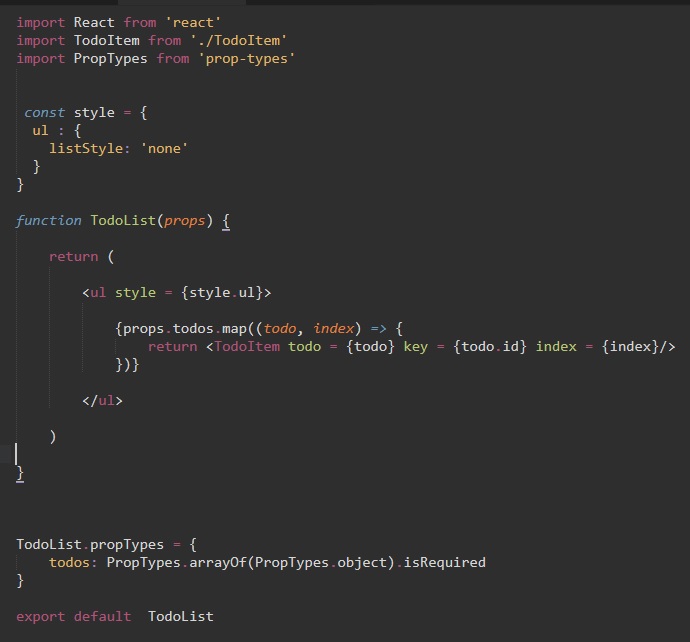 import React from 'react'
import TodoItem from './TodoItem'
import PropTypes from 'prop-types'
const style = {
ul : {
listStyle: 'none'
}
}
function TodoList(props) {
return (
<ul style = {style.ul}>
{props.todos.map((todo, index) => {
return <TodoItem todo = {todo} key = {todo.id} index = {index}/>
})}
</ul>
)
}
TodoList.propTypes = {
todos: PropTypes.arrayOf(PropTypes.object).isRequired
}
export default  TodoList